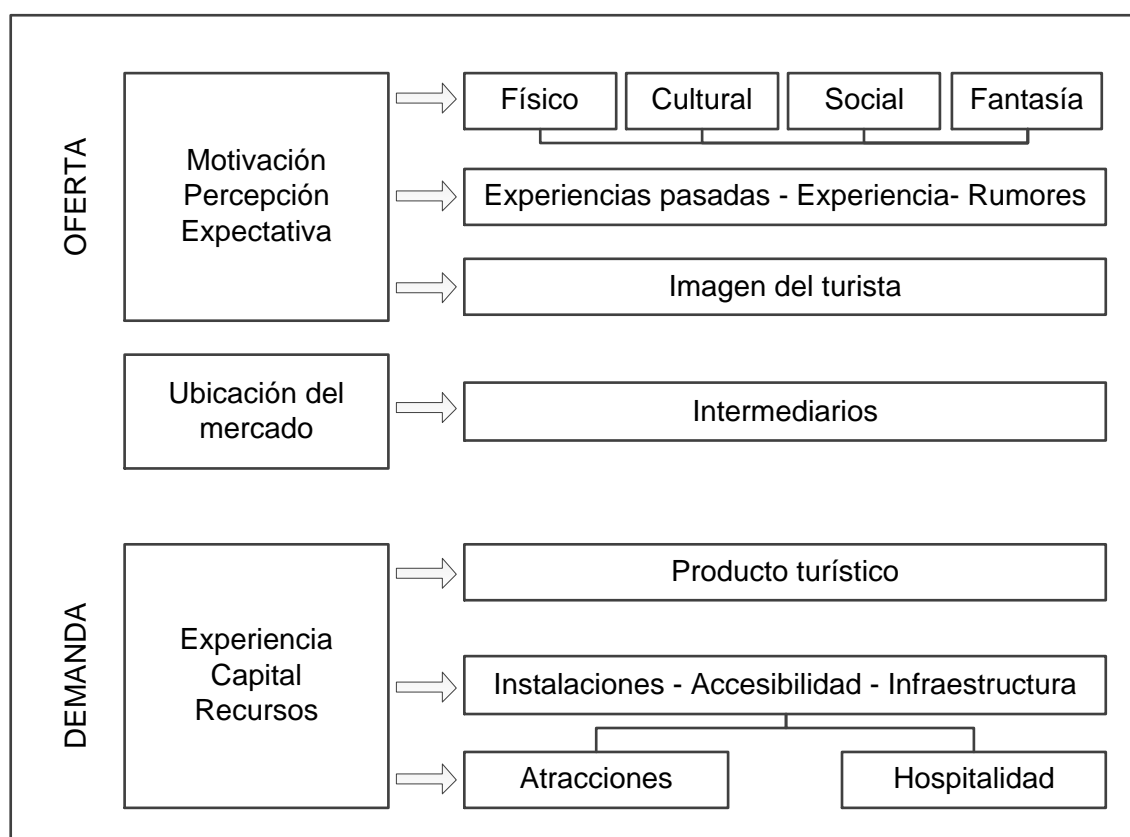 OFERTA
Motivación
Percepción
Expectativa
Físico
Cultural
Social
Fantasía
Experiencias pasadas - Experiencia- Rumores
Imagen del turista
Ubicación del
mercado
Intermediarios
DEMANDA
Experiencia
Capital
Recursos
Producto turístico
Instalaciones - Accesibilidad - Infraestructura
Atracciones
Hospitalidad